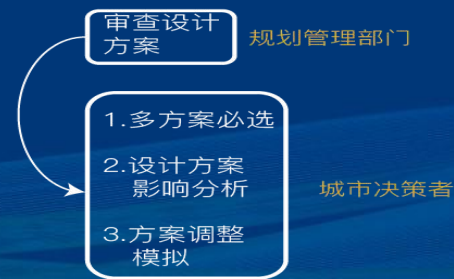 审查设计
方案
规划管理部门
1.多方案必选
2.设计方案
影响分析
城市决策者
3.方案调整
模拟